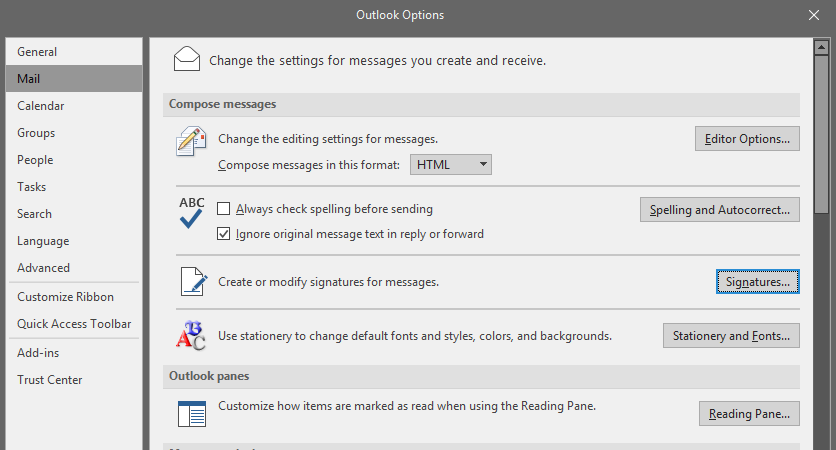 Outlook Options
General
Mail
Calendar
Groups
People
Tasks
Search
Language
Advanced
Customize Ribbon
Quick Access Toolbar
Add-ins
Trust Center
Change the settings for messages you create and receive.
Compose messages
Change the editing settings for messages.
Editor Options...
Compose messages in this format: HTML
ABC
Always check spelling before sending
Spelling and Autocorrect...
Ignore original message text in reply or forward
Create or modify signatures for messages.
Signatures...
ABC
Use stationery to change default fonts and styles, colors, and backgrounds.
Stationery and Fonts...
Outlook panes
Customize how items are marked as read when using the Reading Pane.
Reading Pane...